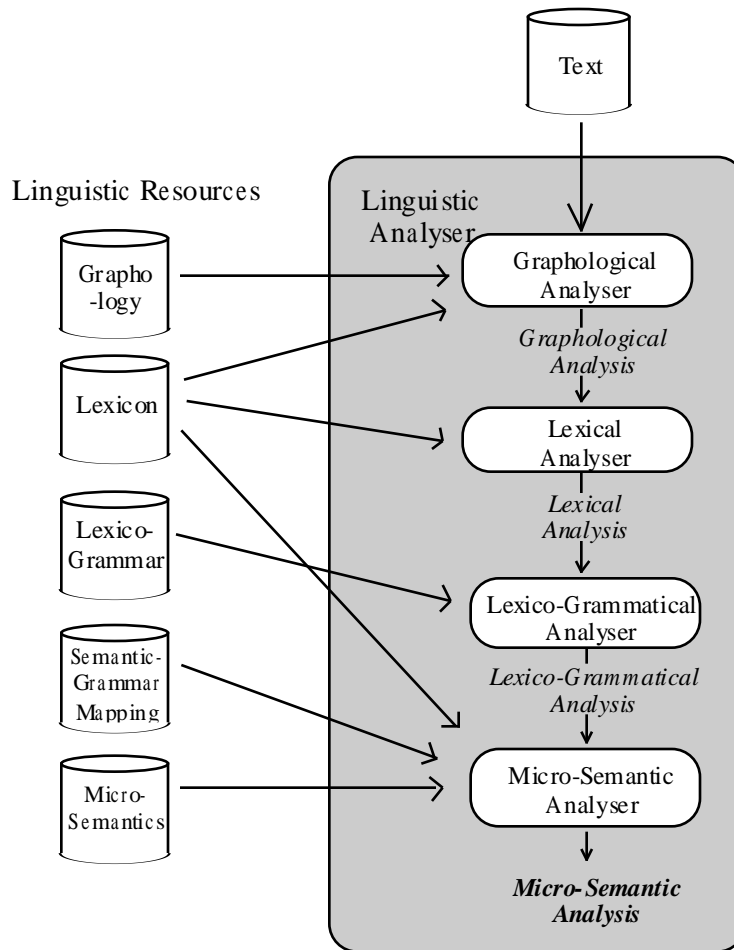 Text
Linguistic Resources
Linguistic
Analyser
Grapho
-logy
Graphological
Analyser
Graphological
Analysis
Lexicon
Lexical
Analyser
Lexical
Analysis
Lexico-
Grammar
Lexico-Grammatical
Analyser
Lexico-Grammatical
Analysis
Semantic-
Grammar
Mapping
Micro-
Semantics
Micro-Semantic
Analyser
Micro-Semantic
Analysis